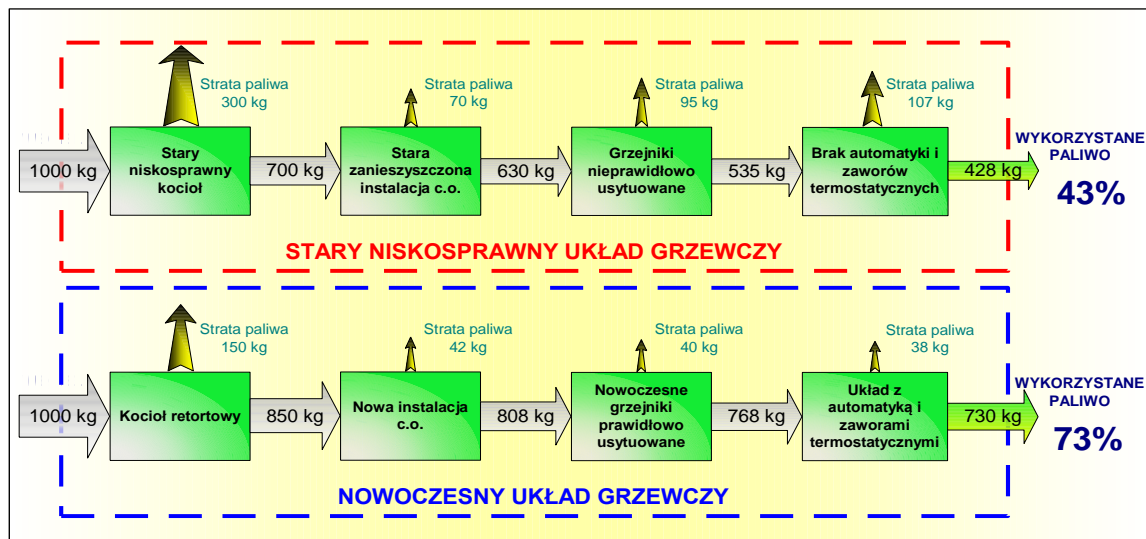 Strata paliwa
300 kg
Strata paliwa
70 kg
Strata paliwa
95 kg
Strata paliwa
107 kg
1000 kg
Stary
niskosprawny
kocioł
700 kg
Stara
zanieszyszczona
instalacja c.o.
630 kg
Grzejniki
nieprawidłowo
usytuowane
535 kg
Brak automatyki i
zaworów
termostatycznych
428 kg
WYKORZYSTANE
PALIWO
43%
STARY NISKOSPRAWNY UKŁAD GRZEWCZY
Strata paliwa
150 kg
Strata paliwa
42 kg
Strata paliwa
40 kg
Strata paliwa
38 kg
1000 kg
Kocioł retortowy
850 kg
Nowa instalacja
c.o.
808 kg
Nowoczesne
grzejniki
prawidłowo
usytuowane
768 kg
Układ z
automatyką i
zaworami
termostatycznymi
730 kg
WYKORZYSTANE
PALIWO
73%
NOWOCZESNY UKŁAD GRZEWCZY